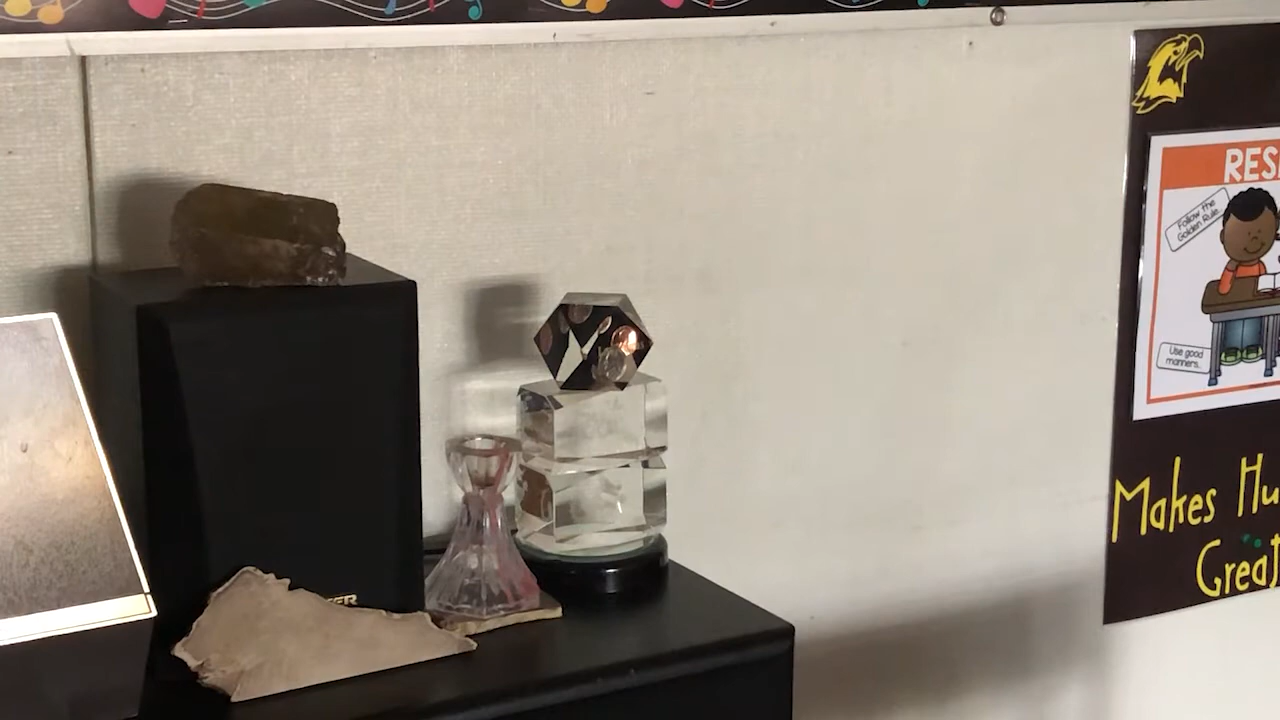 RES
Follow the
Golden Rule.
Use good
manners.
Makes Hu
Great